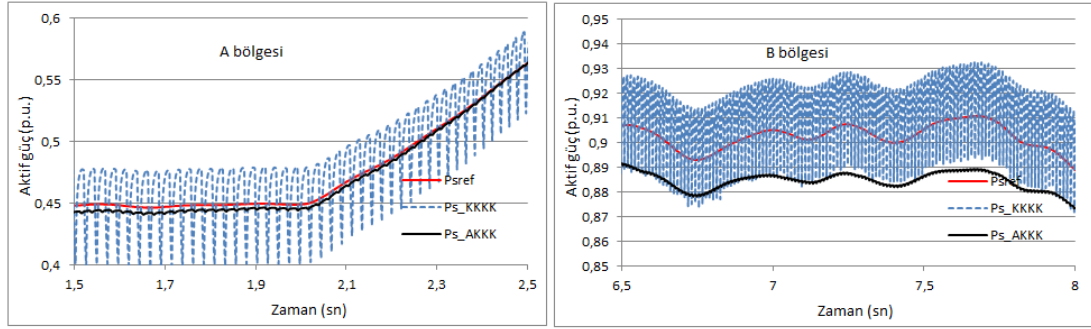 A bölgesi
Aktif güç (p.u.)
0,6
0,55
0,5
0,45
0,4
Psref
Ps_KKKK
Ps_AKKK
1,5
1,7
1,9
2,1
2,3
2,5
Zaman (sn)
B bölgesi
Aktif güç (p.u.)
0,95
0,94
0,93
0,92
0,91
0,9
0,89
0,88
0,87
0,86
0,85
Psref
Ps_KKKK
Ps_AKKK
6,5
7
7,5
8
Zaman (sn)